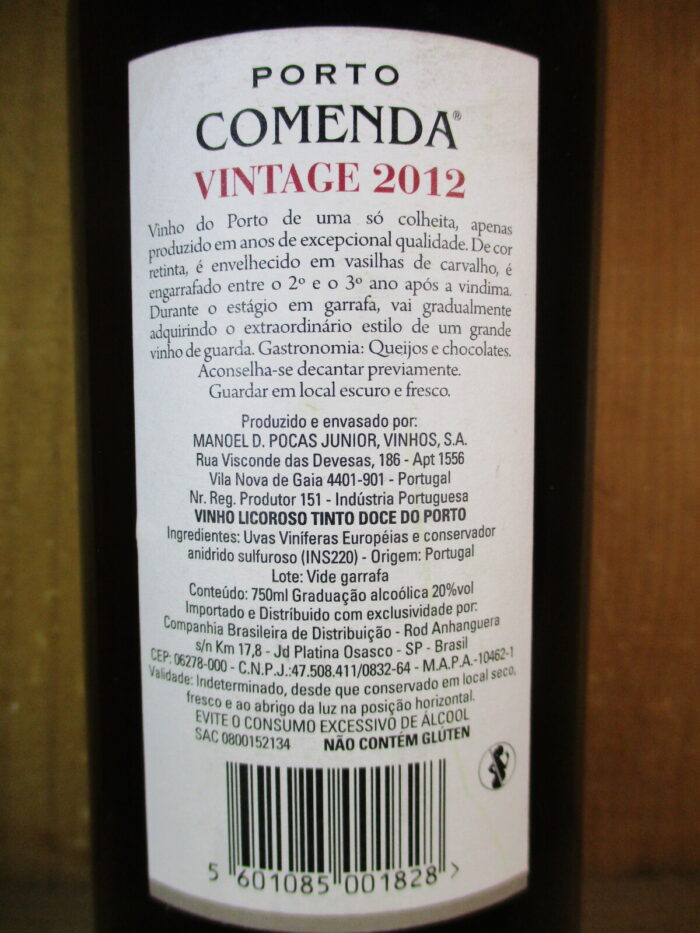 PORTO
COMENDA®
VINTAGE 2012
Vinho do Porto de uma só colheita, apenas
produzido em anos de excepcional qualidade. De cor
retinta, é envelhecido em vasilhas de carvalho, é
engarrafado entre o 2º e o 3º ano após a vindima.
Durante o estágio em garrafa, vai gradualmente
adquirindo o extraordinário estilo de um grande
vinho de guarda. Gastronomia: Queijos e chocolates.
Aconselha-se decantar previamente.
Guardar em local escuro e fresco.
Produzido e envasado por:
MANOEL D. POCAS JUNIOR, VINHOS, S.A.
Rua Visconde das Devesas, 186 - Apt 1556
Vila Nova de Gaia 4401-901 - Portugal
Nr. Reg. Produtor 151 - Indústria Portuguesa
VINHO LICOROSO TINTO DOCE DO PORTO
Ingredientes: Uvas Viníferas Européias e conservador
anidrido sulfuroso (INS220) - Origem: Portugal
Lote: Vide garrafa
Conteúdo: 750ml Graduação alcoólica 20%vol
Importado e Distríbuido com exclusividade por:
Companhia Brasileira de Distribuição - Rod Anhanguera
s/n Km 17,8 - Jd Platina Osasco - SP - Brasil
CEP: 06278-000 - C.N.P.J.:47.508.411/0832-64 - M.A.P.A.-10462-1
Validade: Indeterminado, desde que conservado em local seco,
fresco e ao abrigo da luz na posição horizontal.
EVITE O CONSUMO EXCESSIVO DE ÁLCOOL
SAC 0800152134 NÃO CONTÉM GLÚTEN
5 601085 001828 >